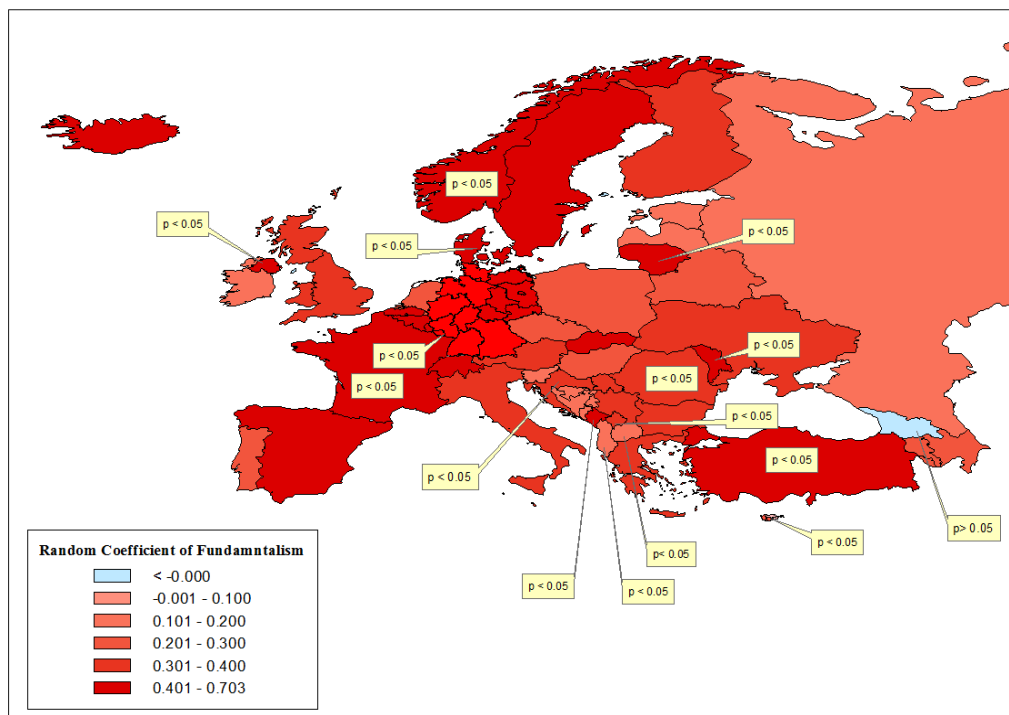 p < 0.05
p < 0.05
p < 0.05
p < 0.05
p < 0.05
p < 0.05
p < 0.05
p < 0.05
p < 0.05
p < 0.05
p < 0.05
p > 0.05
p < 0.05
p< 0.05
p < 0.05
p < 0.05
Random Coefficient of Fundamntalism
< -0.000
-0.001 - 0.100
0.101 - 0.200
0.201 - 0.300
0.301 - 0.400
0.401 - 0.703